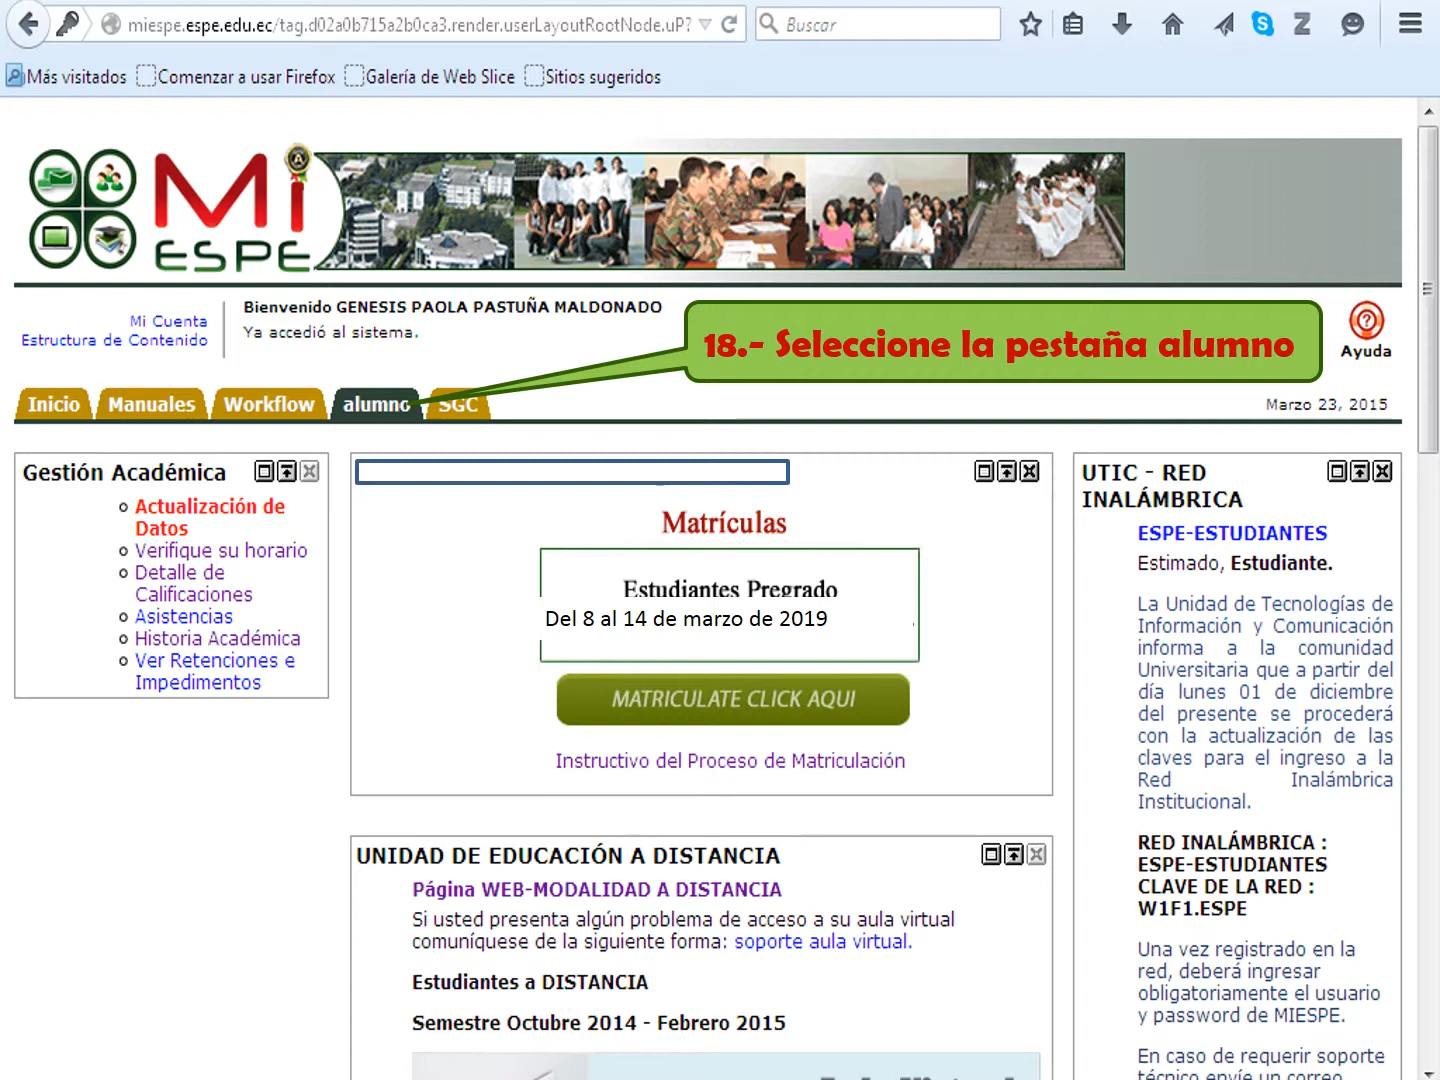 miespe.espe.edu.ec/tag.d02a0b715a2b0ca3.render.userLayoutRootNode.uP?
Buscar
Más visitados
Comenzar a usar Firefox
Galería de Web Slice
Sitios sugeridos
Mi
ESPE
Mi Cuenta
Estructura de Contenido
Bienvenido GENESIS PAOLA PASTUÑA MALDONADO
Ya accedió al sistema.
18.- Seleccione la pestaña alumno
Ayuda
Inicio
Manuales
Workflow
alumno
SGC
Marzo 23, 2015
Gestión Académica
Actualización de
Datos
Verifique su horario
Detalle de
Calificaciones
Asistencias
Historia Académica
Ver Retenciones e
Impedimentos
Matrículas
Estudiantes Pregrado
Del 8 al 14 de marzo de 2019
MATRICULATE CLICK AQUI
Instructivo del Proceso de Matriculación
UNIDAD DE EDUCACIÓN A DISTANCIA
Página WEB-MODALIDAD A DISTANCIA
Si usted presenta algún problema de acceso a su aula virtual
comuníquese de la siguiente forma: soporte aula virtual.
Estudiantes a DISTANCIA
Semestre Octubre 2014 - Febrero 2015
UTIC - RED
INALÁMBRICA
ESPE-ESTUDIANTES
Estimado, Estudiante.
La Unidad de Tecnologías de
Información y Comunicación
informa a la comunidad
Universitaria que a partir del
día lunes 01 de diciembre
del presente se procederá
con la actualización de las
claves para el ingreso a la
Red Inalámbrica
Institucional.
RED INALÁMBRICA :
ESPE-ESTUDIANTES
CLAVE DE LA RED :
W1F1.ESPE
Una vez registrado en la
red, deberá ingresar
obligatoriamente el usuario
y password de MIESPE.
En caso de requerir soporte
técnico envíe un correo